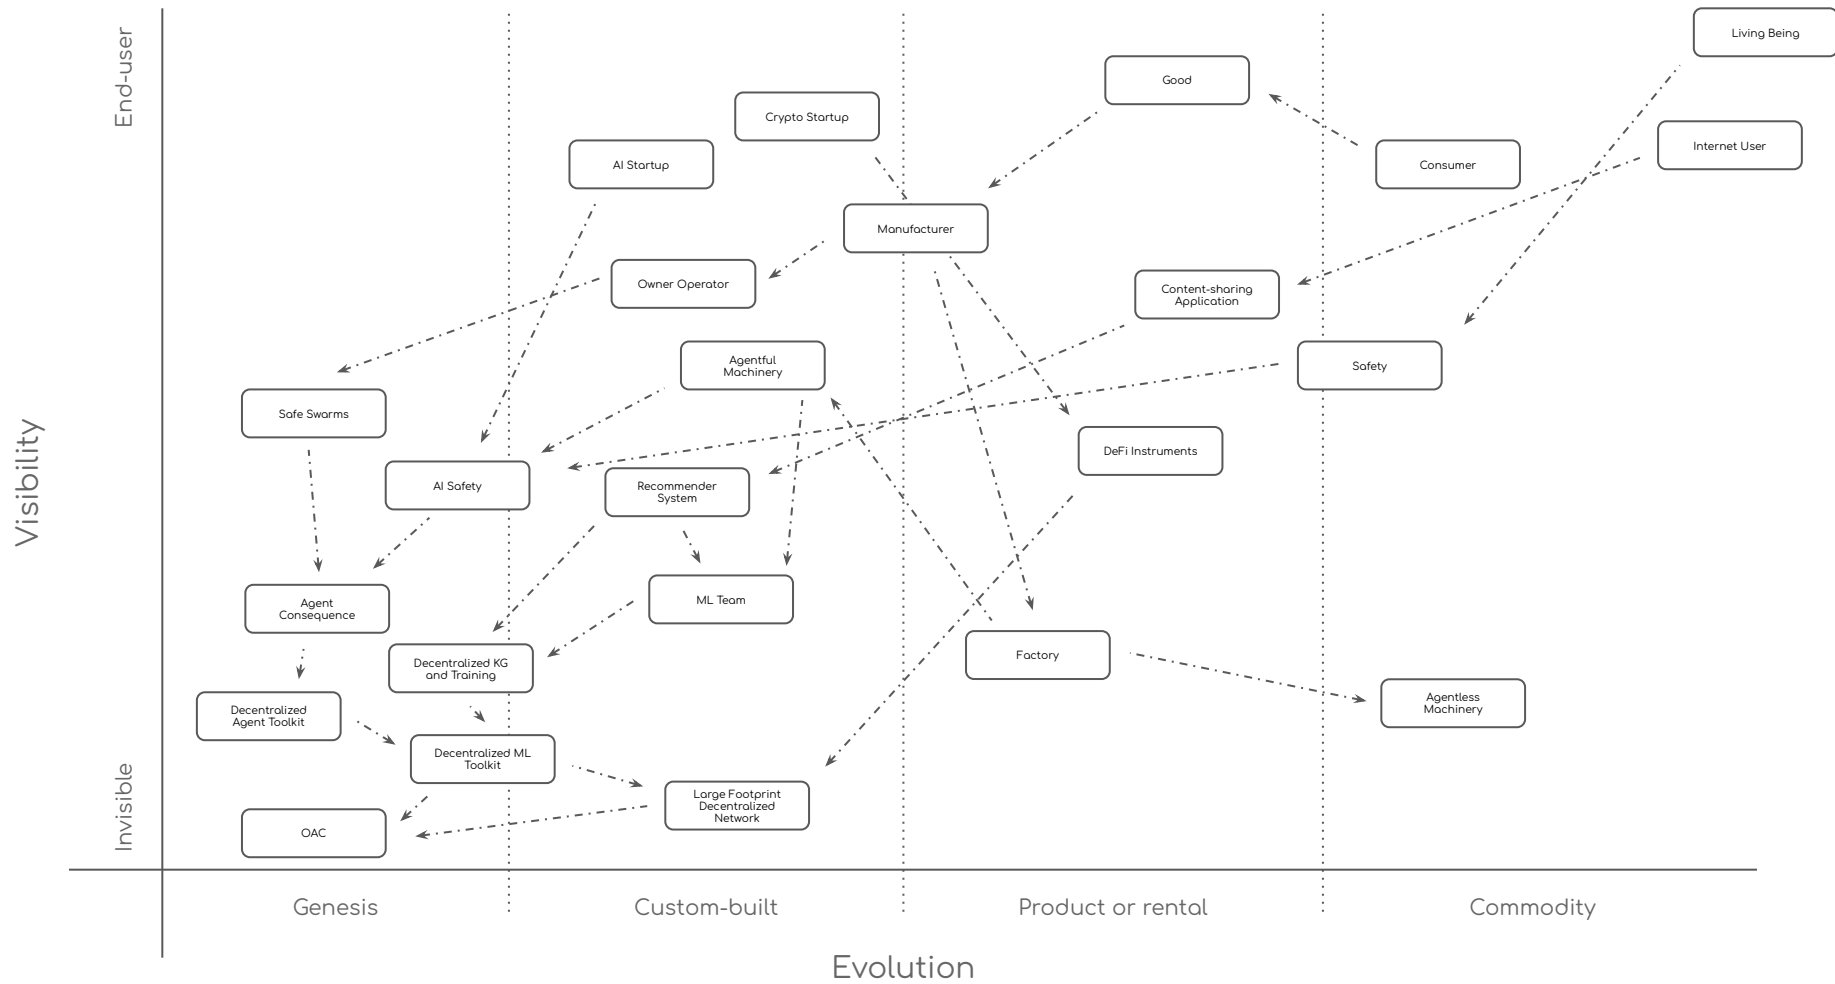 Living Being
End-user
Good
Crypto Startup
Internet User
AI Startup
Consumer
Manufacturer
Owner Operator
Content-sharing
Application
Agentful
Machinery
Safety
Safe Swarms
DeFi Instruments
Visibility
AI Safety
Recommender
System
Agent
Consequence
ML Team
Decentralized KG
and Training
Factory
Decentralized
Agent Toolkit
Agentless
Machinery
Decentralized ML
Toolkit
Large Footprint
Decentralized
Network
Invisible
OAC
Genesis
Custom-built
Product or rental
Commodity
Evolution